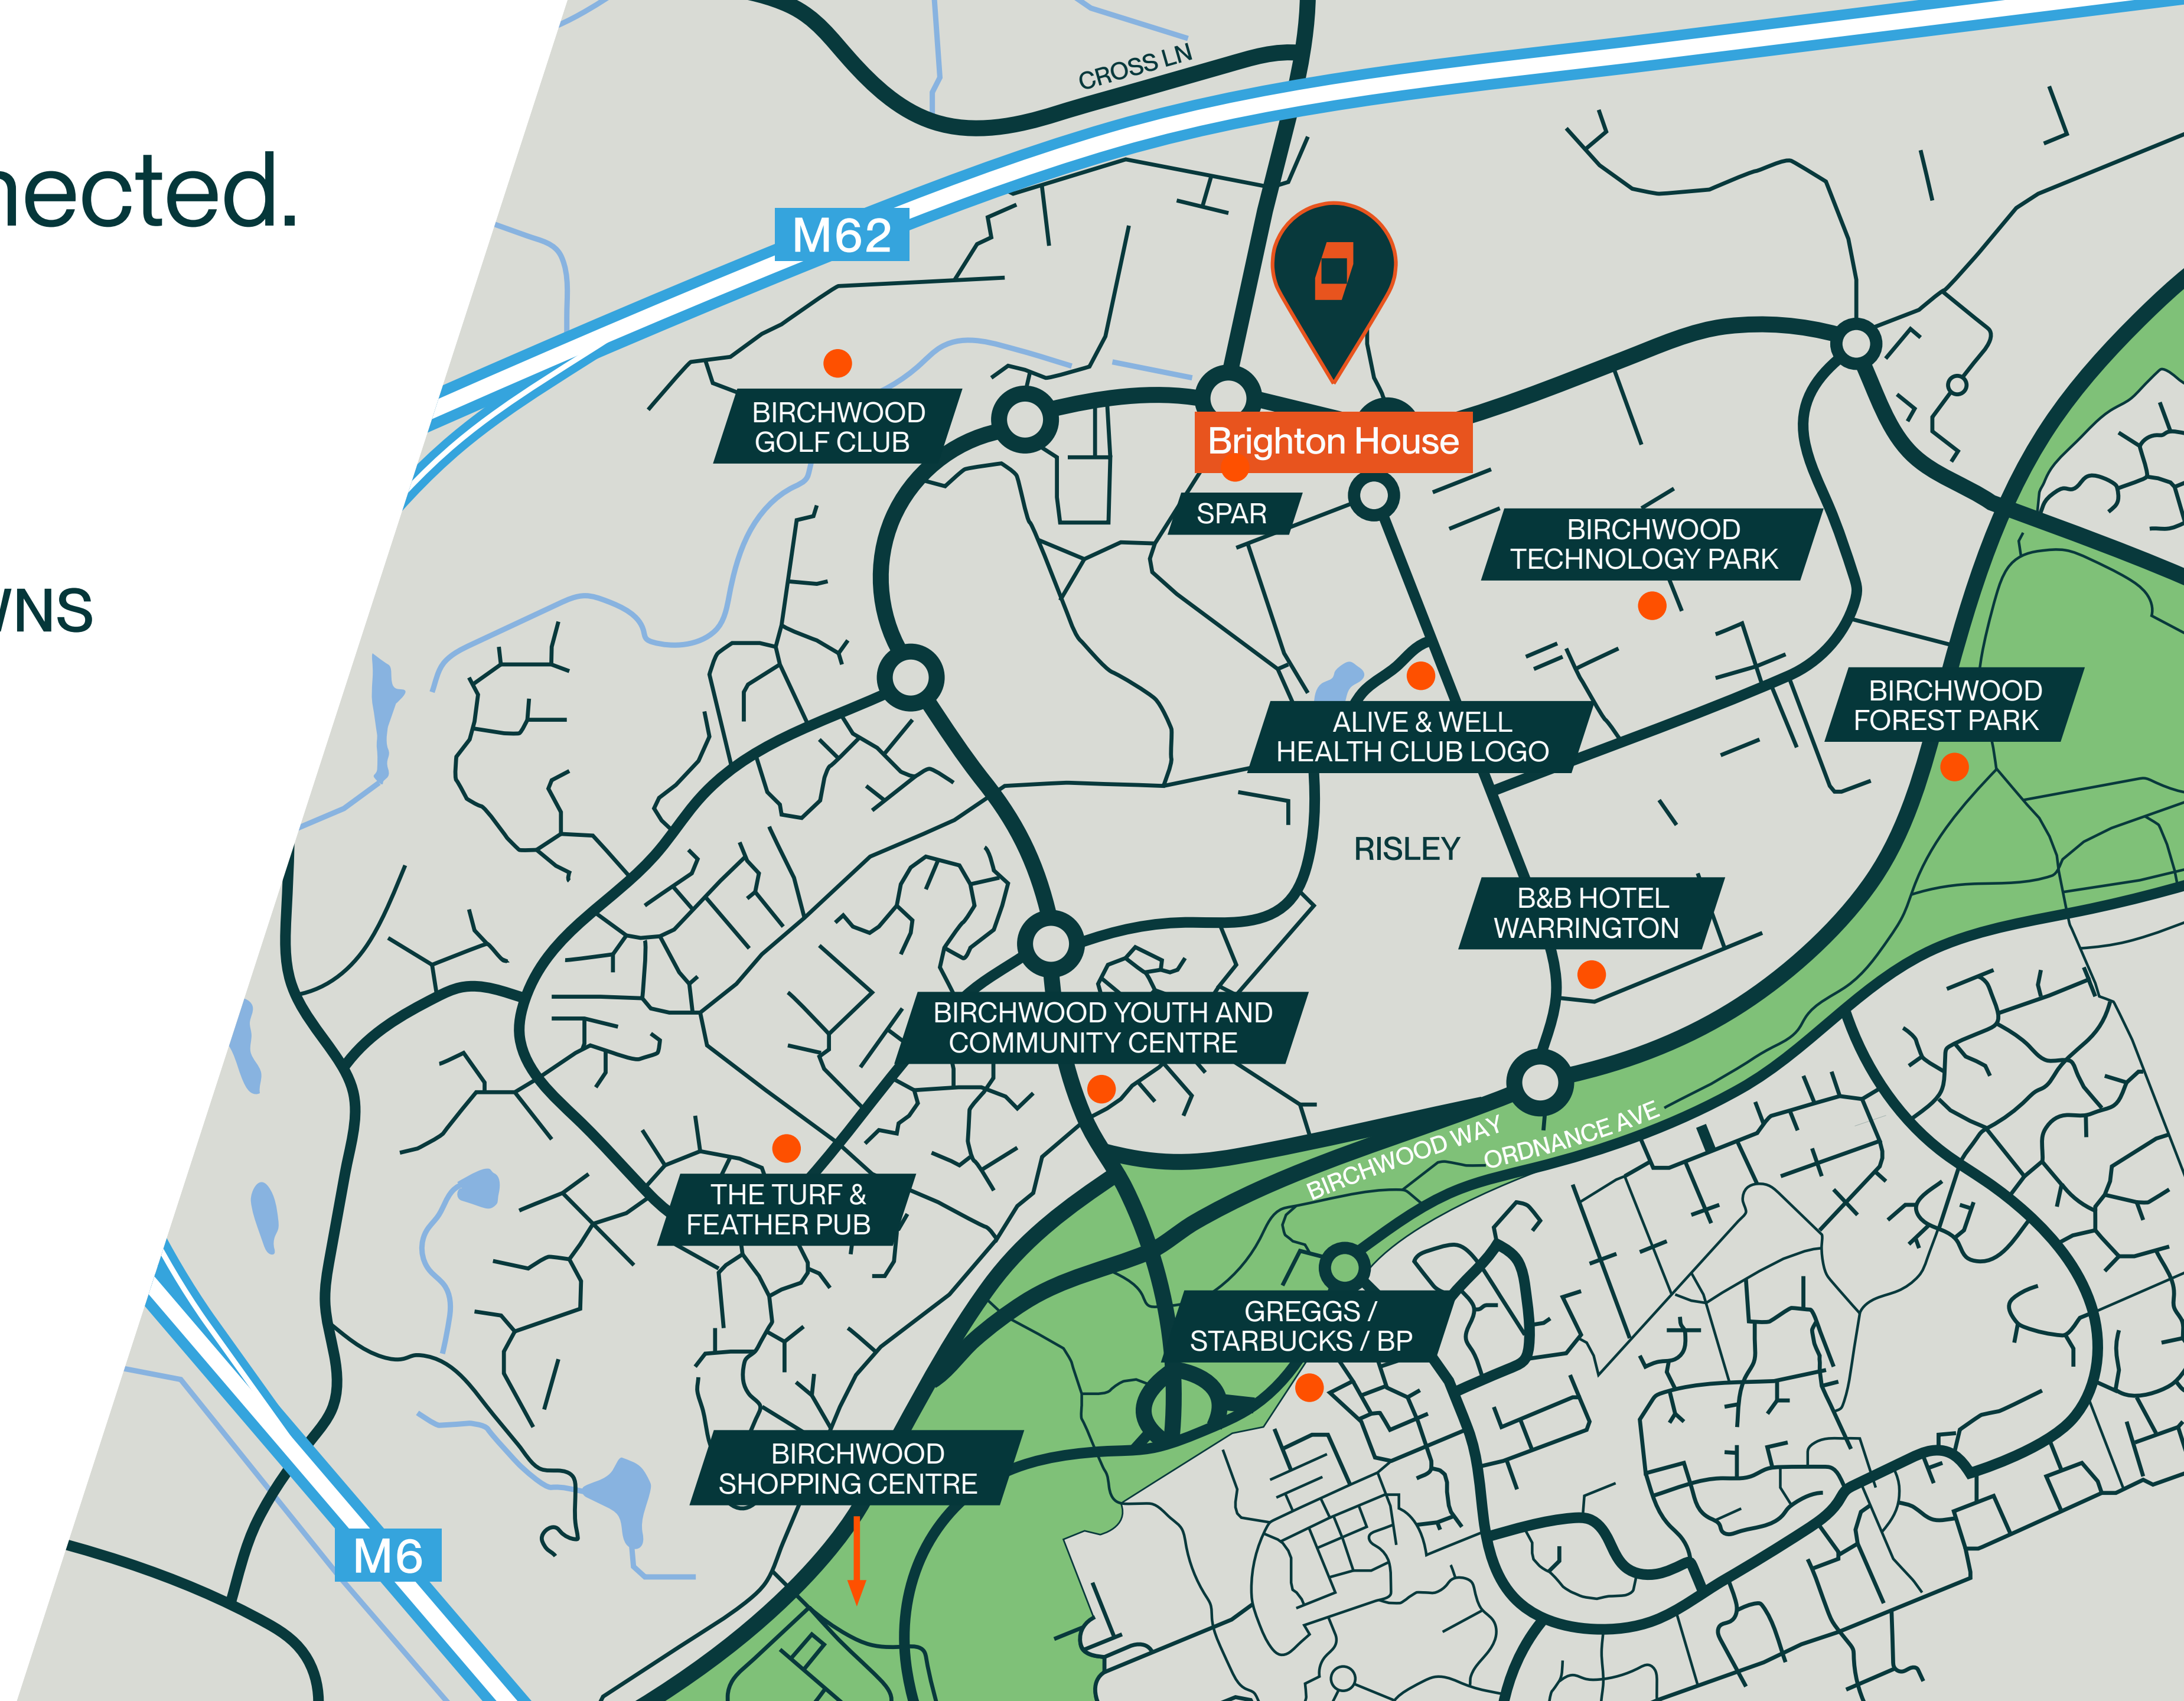 nected.
WNS
CROSS LN
M62
BIRCHWOOD
GOLF CLUB
Brighton House
SPAR
BIRCHWOOD
TECHNOLOGY PARK
BIRCHWOOD
FOREST PARK
ALIVE & WELL
HEALTH CLUB LOGO
RISLEY
B&B HOTEL
WARRINGTON
BIRCHWOOD YOUTH AND
COMMUNITY CENTRE
BIRCHWOOD WAY
ORDNANCE AVE
THE TURF &
FEATHER PUB
GREGGS /
STARBUCKS / BP
BIRCHWOOD
SHOPPING CENTRE
M6